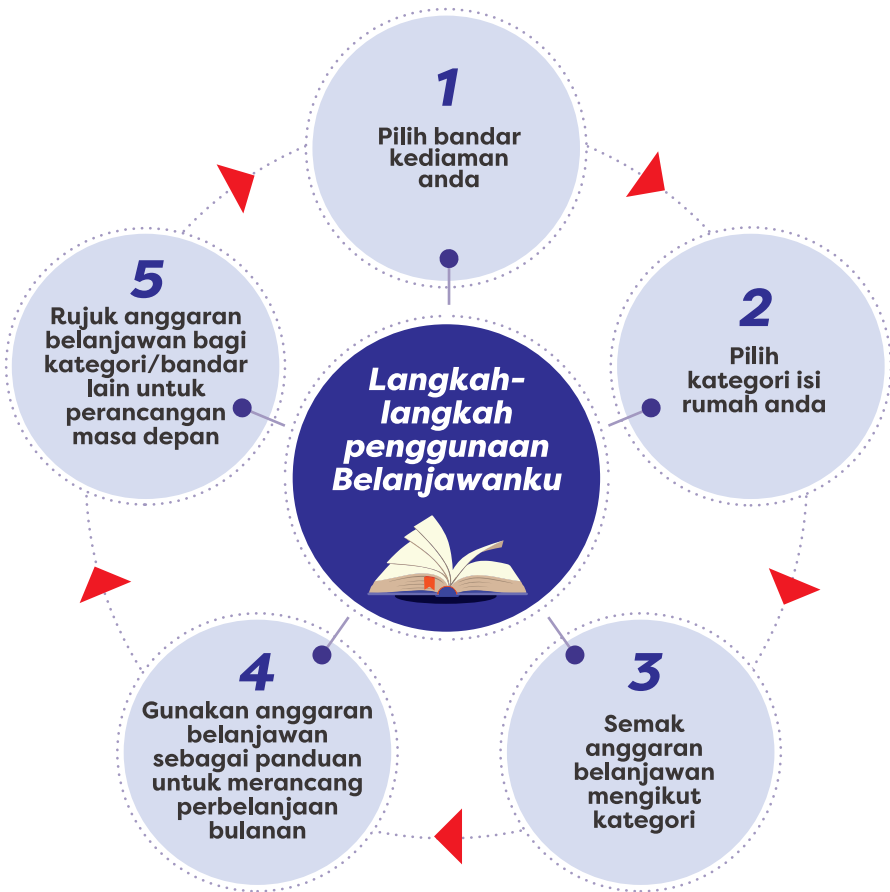 1
Pilih bandar
kediaman
anda
2
Pilih
kategori isi
rumah anda
3
Semak
anggaran
belanjawan
mengikut
kategori
4
Gunakan anggaran
belanjawan
sebagai panduan
untuk merancang
perbelanjaan
bulanan
5
Rujuk anggaran
belanjawan bagi
kategori/bandar
lain untuk
perancangan
masa depan
Langkah-
langkah
penggunaan
Belanjawanku